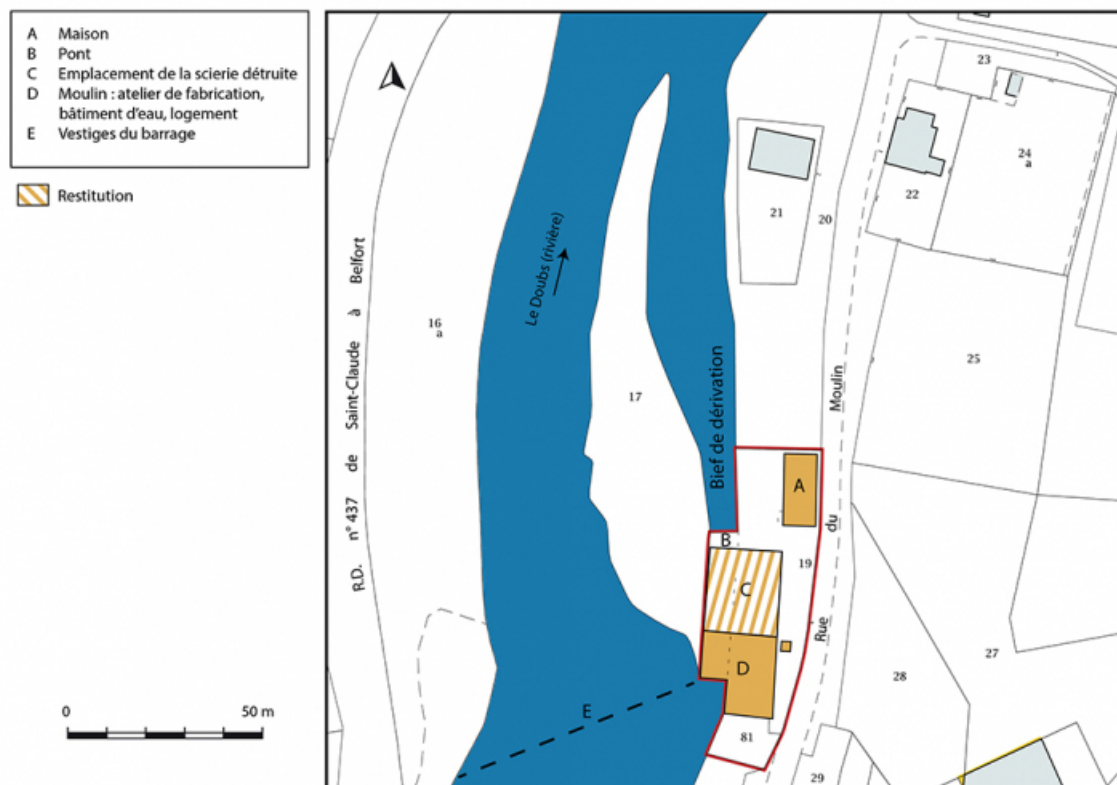 A Maison
B Pont
C Emplacement de la scierie détruite
D Moulin : atelier de fabrication,
bâtiment d'eau, logement
E Vestiges du barrage
Restitution
0 50 m
R.D. n° 437 de Saint-Claude à Belfort
16
a
Le Doubs (rivière)
17
Bief de dérivation
21
20
Rue du Moulin
23
24
a
22
25
A
B
19
C
D
E
81
27
28
29